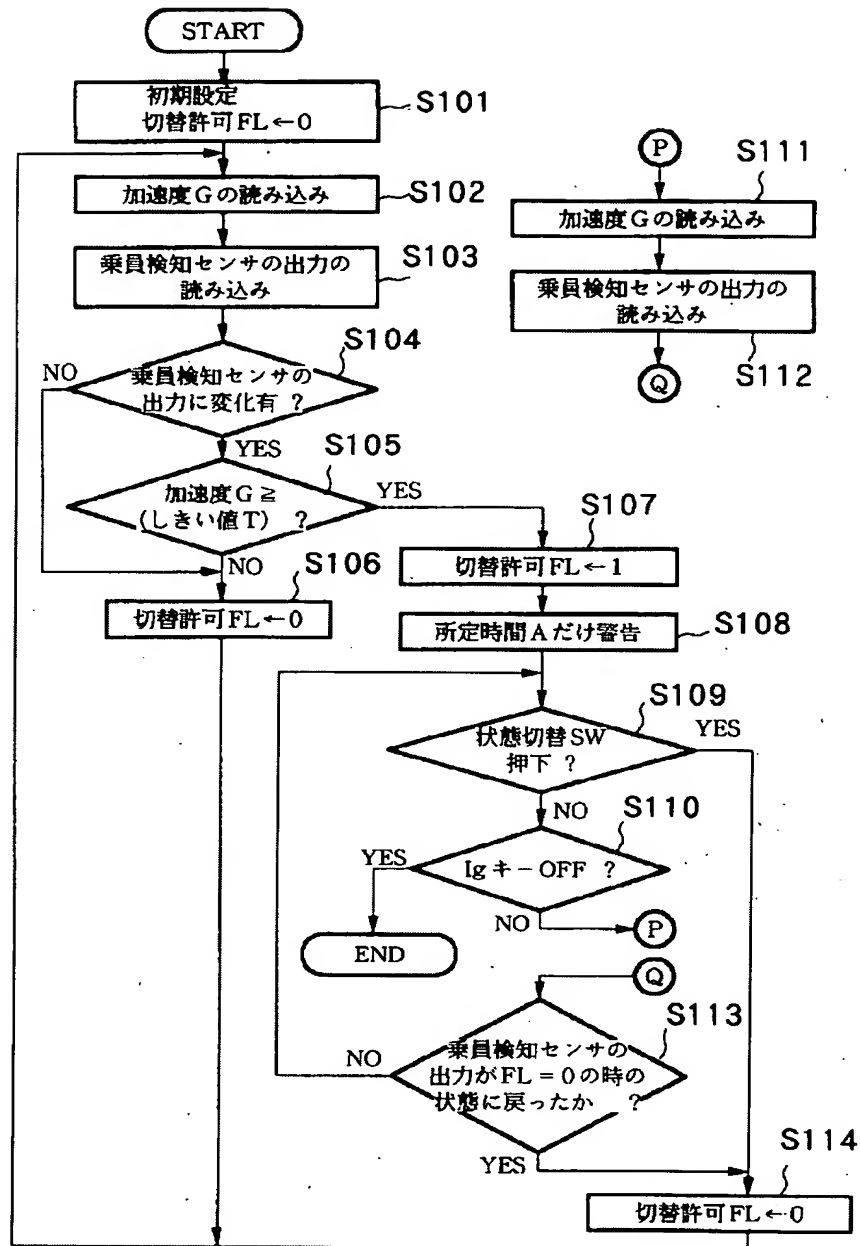 START
初期設定
切替許可FL←0
S101
加速度Gの読み込み
S102
乗員検知センサの出力の
読み込み
S103
S104
乗員検知センサの
出力に変化有 ?
NO
YES
S105
加速度G≧
(しきい値T) ?
YES
NO
S106
切替許可FL←0
S107
切替許可FL←1
所定時間Aだけ警告
S108
S109
状態切替SW
押下 ?
YES
NO
S110
IgキーOFF ?
YES
NO
P
END
Q
S113
乗員検知センサの
出力がFL=0の時の
状態に戻ったか ?
NO
YES
S114
切替許可FL←0
P
S111
加速度Gの読み込み
乗員検知センサの出力の
読み込み
S112
Q